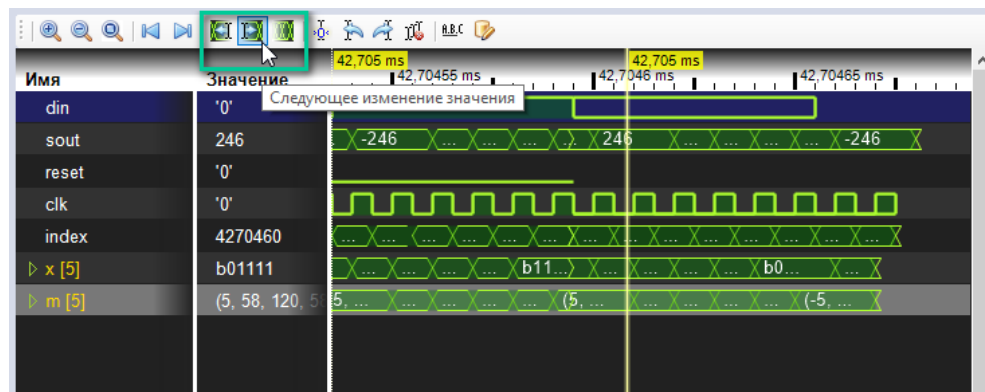 A.B.C
42,705 ms 42,705 ms
Имя Значение 42,70455 ms 42,7046 ms 42,70465 ms
Следующее изменение значения
din '0'
sout 246 -246 ... ... ... ... 246 ... ... ... ... -246
reset '0'
clk '0'
index 4270460 ... ... ... ... ... ... ... ... ... ... ... ... ...
x [5] b01111 ... ... ... b11... ... ... ... ... b0... ...
m [5] (5, 58, 120, 5 5, ... ... ... ... (5, ... ... ... ... (-5, ...